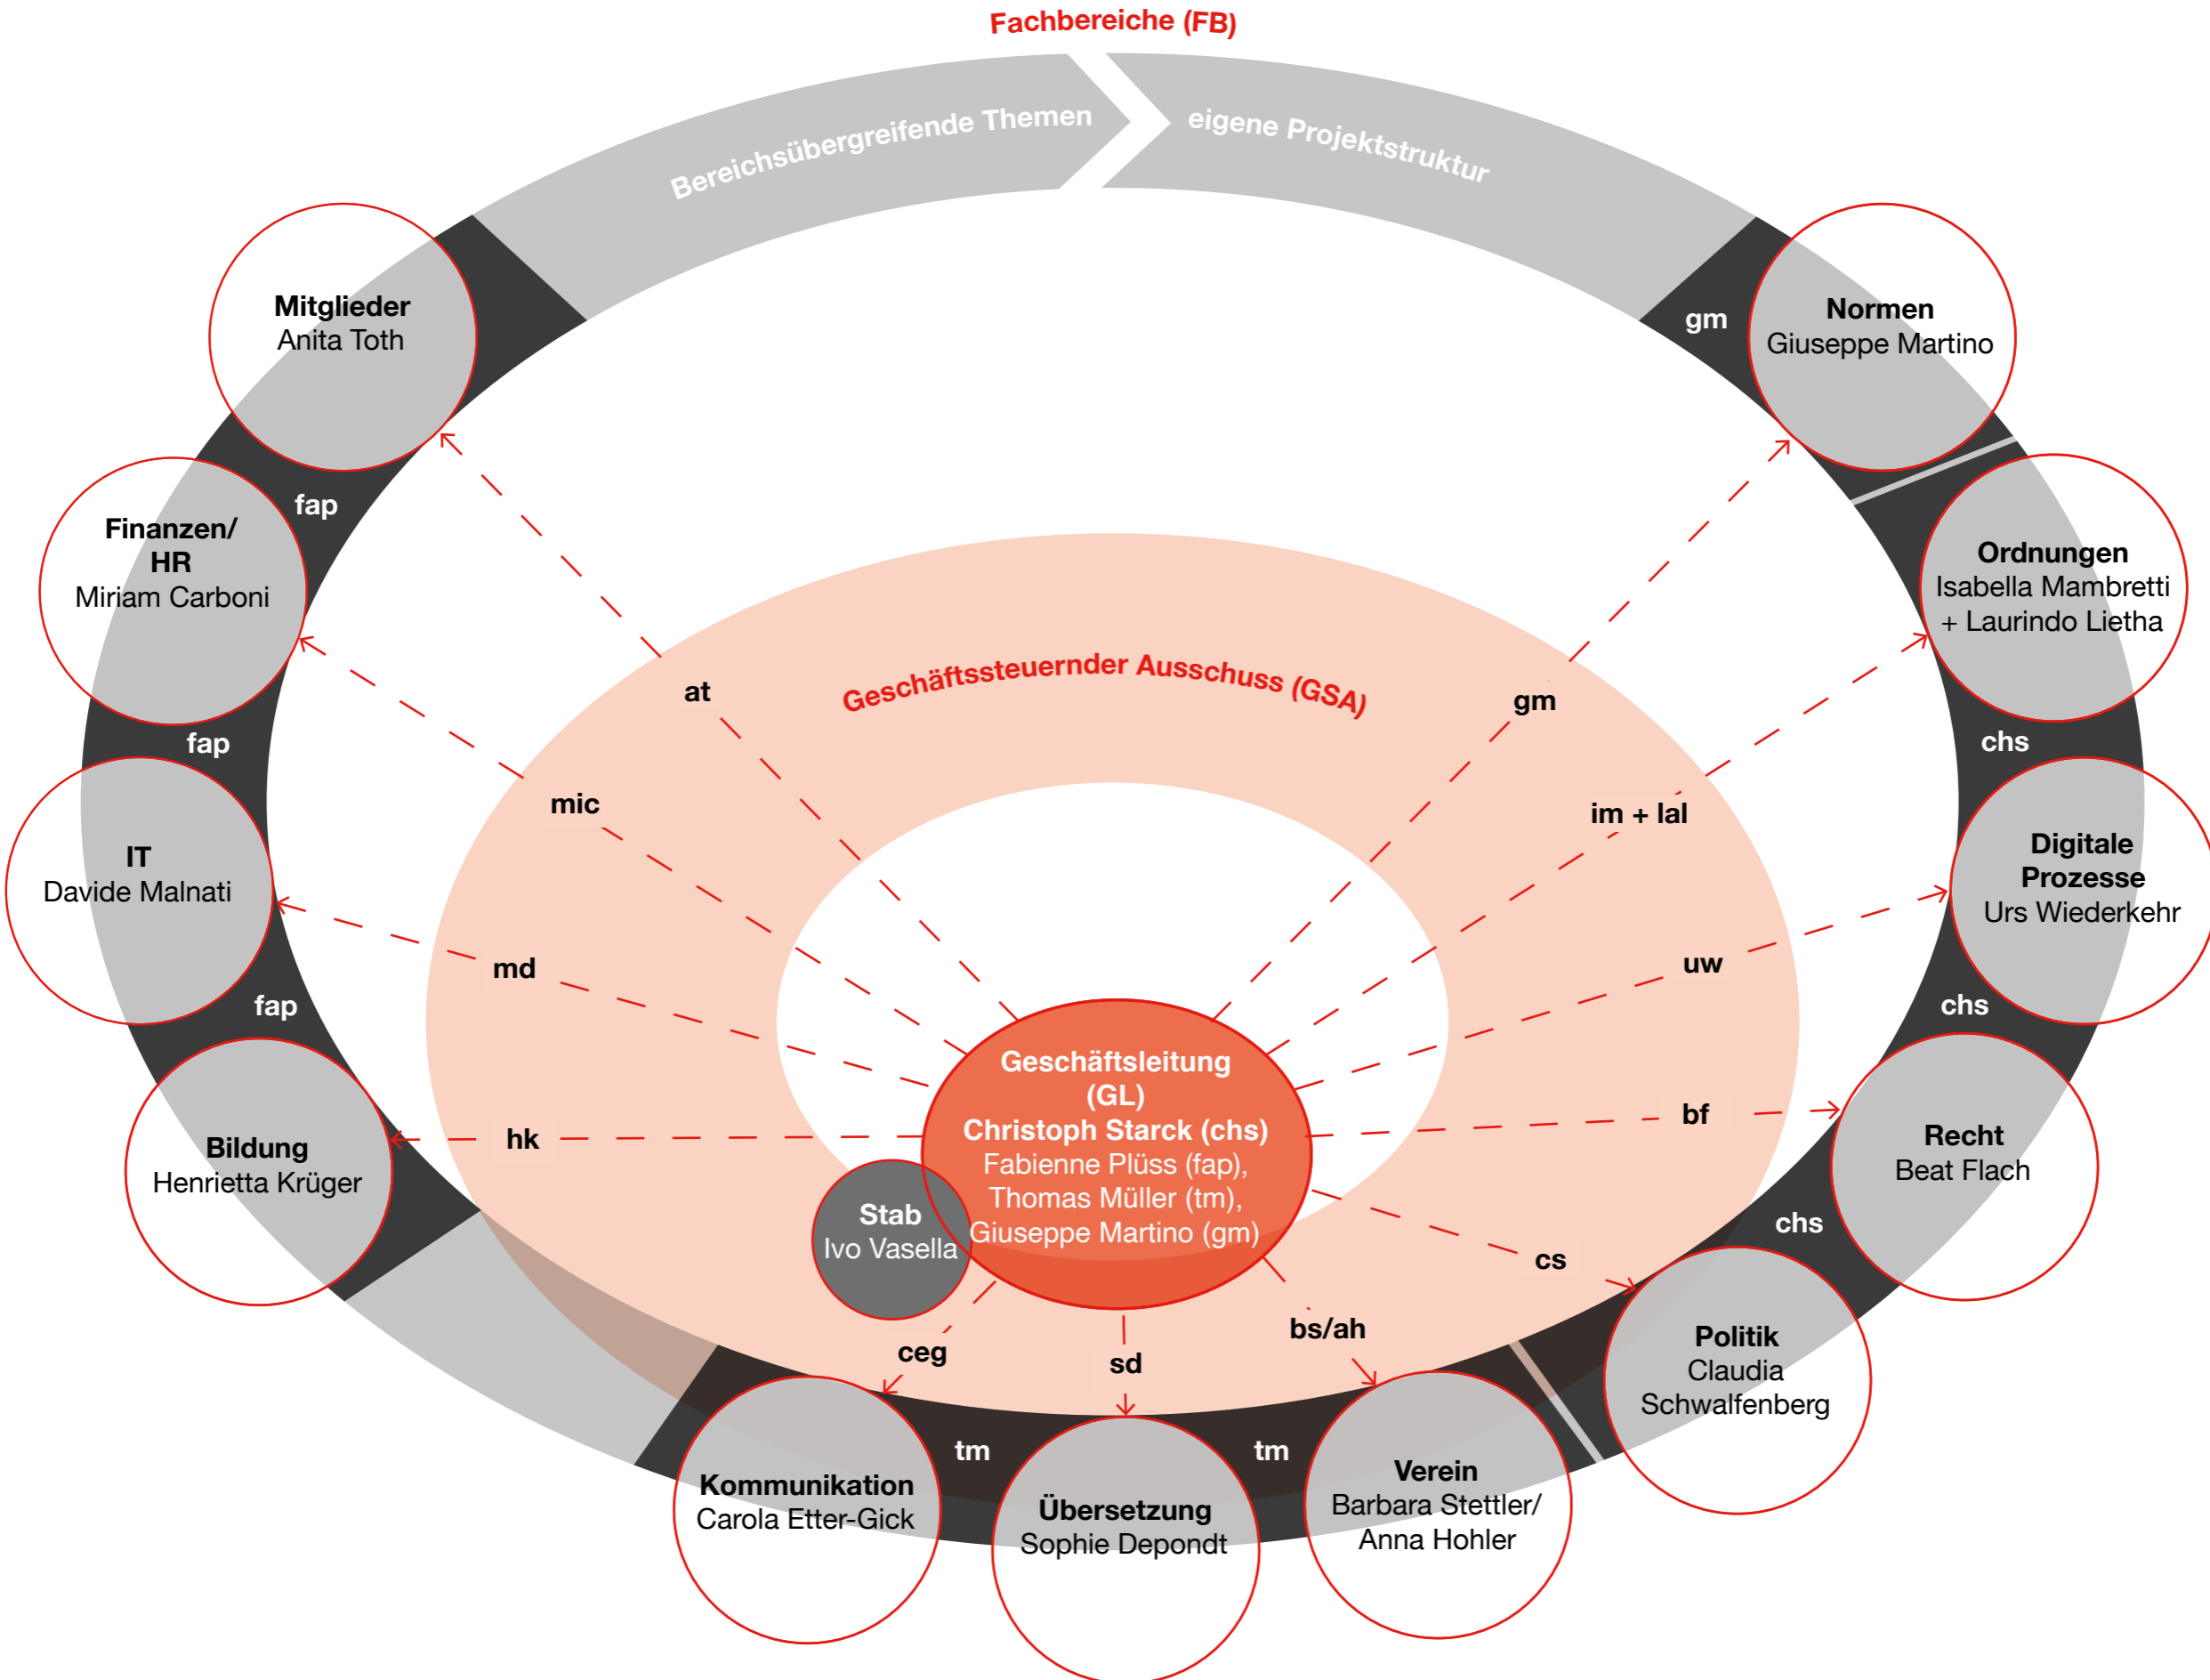 Fachbereiche (FB)
Bereichsübergreifende Themen
eigene Projektstruktur
Mitglieder
Anita Toth
gm
Normen
Giuseppe Martino
fap
Finanzen/
HR
Miriam Carboni
Ordnungen
Isabella Mambretti
+ Laurindo Lietha
Geschäftssteuernder Ausschuss (GSA)
at
gm
fap
chs
mic
im + lal
IT
Davide Malnati
Digitale
Prozesse
Urs Wiederkehr
md
uw
fap
chs
Geschäftsleitung
(GL)
Christoph Starck (chs)
Fabienne Plüss (fap),
Thomas Müller (tm),
Giuseppe Martino (gm)
hk
bf
Bildung
Henrietta Krüger
Recht
Beat Flach
Stab
Ivo Vasella
chs
cs
ceg
sd
bs/ah
Politik
Claudia
Schwalfenberg
tm
tm
Kommunikation
Carola Etter-Gick
Übersetzung
Sophie Depondt
Verein
Barbara Stettler/
Anna Hohler